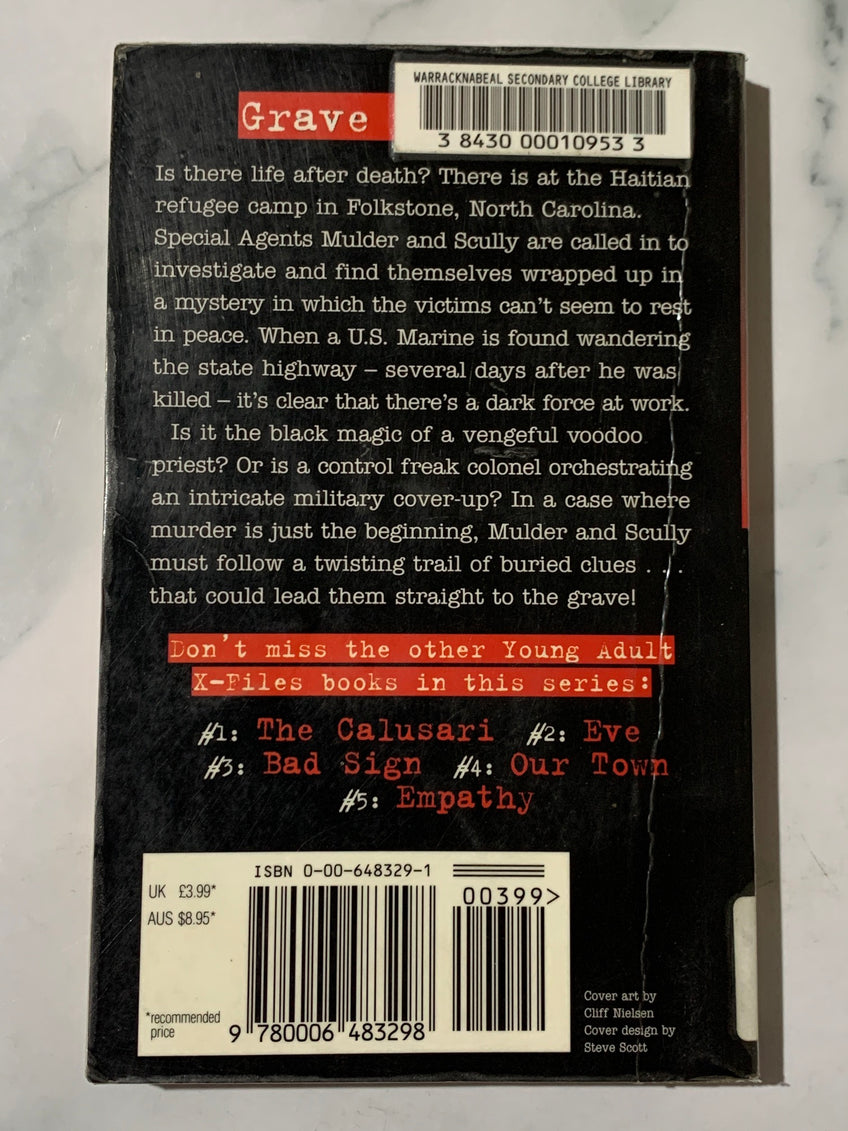 WARRACKNABEAL SECONDARY COLLEGE LIBRARY
3 8430 00010953 3
Grave
Is there life after death? There is at the Haitian
refugee camp in Folkstone, North Carolina.
Special Agents Mulder and Scully are called in to
investigate and find themselves wrapped up in
a mystery in which the victims can't seem to rest
in peace. When a U.S. Marine is found wandering
the state highway – several days after he was
killed – it's clear that there's a dark force at work.
Is it the black magic of a vengeful voodoo
priest? Or is a control freak colonel orchestrating
an intricate military cover-up? In a case where
murder is just the beginning, Mulder and Scully
must follow a twisting trail of buried clues . . .
that could lead them straight to the grave!
Don't miss the other Young Adult
X-Files books in this series:
#1: The Calusari #2: Eve
#3: Bad Sign #4: Our Town
#5: Empathy
ISBN 0-00-648329-1
UK £3.99*
AUS $8.95*
*recommended
price
00399>
9 780006 483298
Cover art by
Cliff Nielsen
Cover design by
Steve Scott